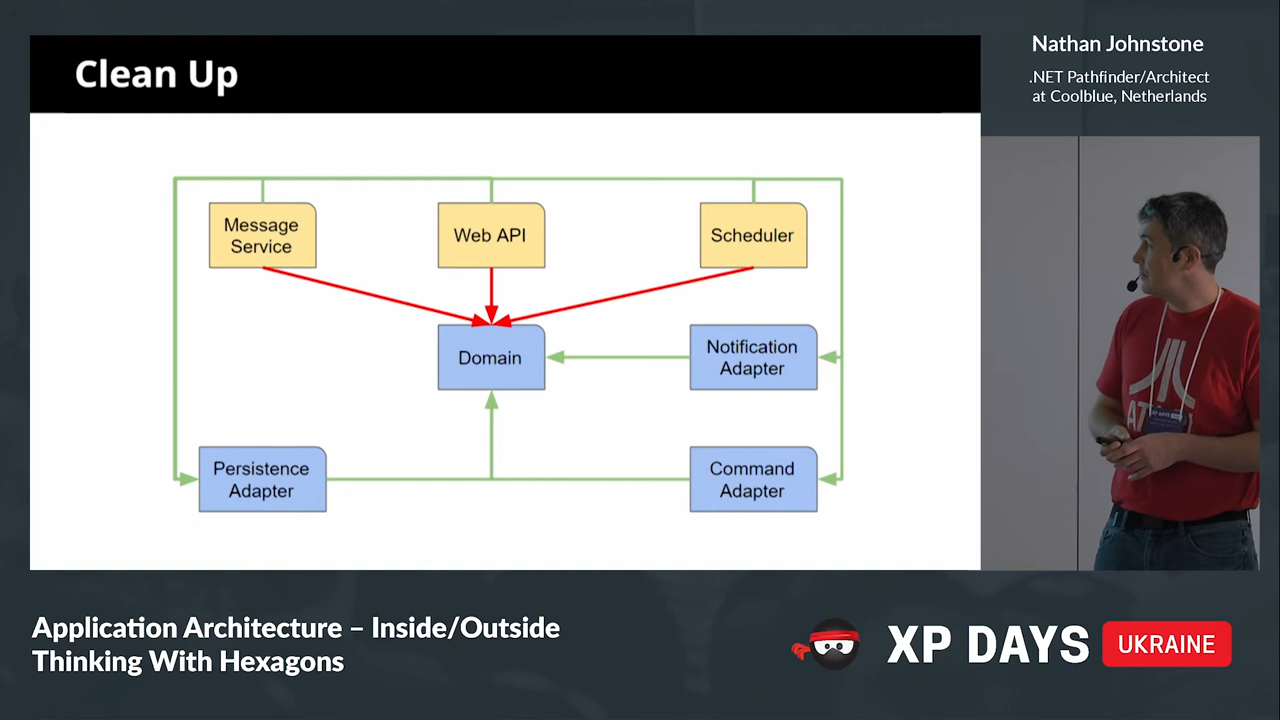 Clean Up
Nathan Johnstone
.NET Pathfinder/Architect
at Coolblue, Netherlands
Message
Service
Web API
Scheduler
Domain
Notification
Adapter
Persistence
Adapter
Command
Adapter
Application Architecture – Inside/Outside
Thinking With Hexagons
XP DAYS UKRAINE